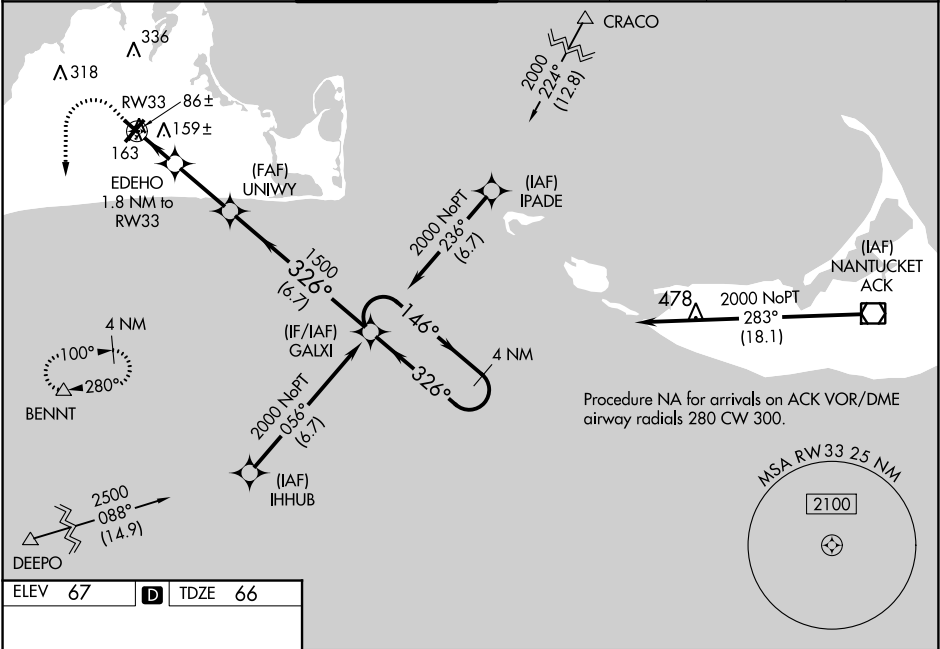 336
318
RW33
86±
159±
163
EDEHO
1.8 NM to
RW33
(FAF)
UNIWY
CRACO
2000
224°
(12.8)
(IAF)
IPADE
2000 NoPT
236°
(6.7)
1500
326°
(6.7)
(IF/IAF)
GALXI
146°
326°
4 NM
(IAF)
NANTUCKET
ACK
478
2000 NoPT
283°
(18.1)
4 NM
100°
280°
BENNT
2000 NoPT
056°
(6.7)
(IAF)
IHHUB
Procedure NA for arrivals on ACK VOR/DME
airway radials 280 CW 300.
2500
088°
(14.9)
DEEPO
MSA RW33 25 NM
2100
ELEV 67 D TDZE 66